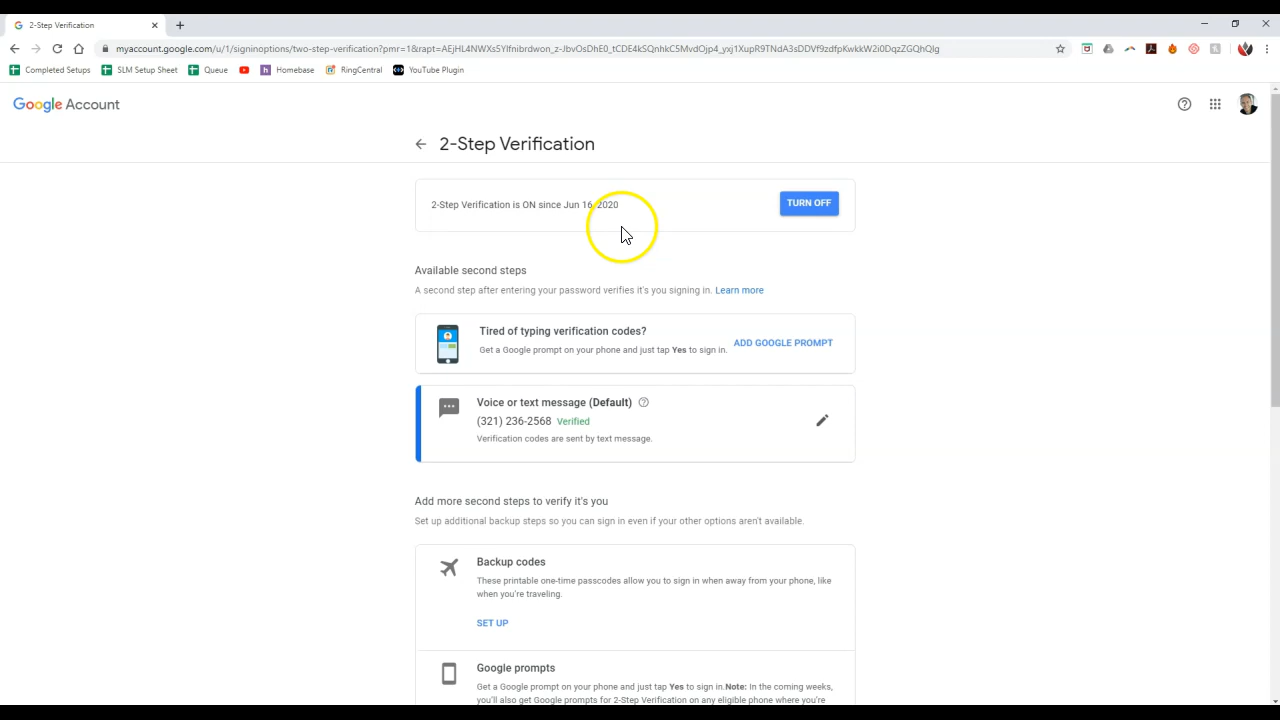 2-Step Verification
myaccount.google.com/u/1/signinoptions/two-step-verification?pmr=1&rapt=
Completed Setups
SLM Setup Sheet
Queue
Homebase
RingCentral
YouTube Plugin
Google Account
2-Step Verification
2-Step Verification is ON since Jun 16, 2020
TURN OFF
Available second steps
A second step after entering your password verifies it's you signing in. Learn more
Tired of typing verification codes?
Get a Google prompt on your phone and just tap Yes to sign in.
ADD GOOGLE PROMPT
Voice or text message (Default)
(321) 236-2568 Verified
Verification codes are sent by text message.
Add more second steps to verify it's you
Set up additional backup steps so you can sign in even if your other options aren't available.
Backup codes
These printable one-time passcodes allow you to sign in when away from your phone, like
when you're traveling.
SET UP
Google prompts
Get a Google prompt on your phone and just tap Yes to sign in.Note: In the coming weeks,
you'll also get Google prompts for 2-Step Verification on any eligible phone where you're